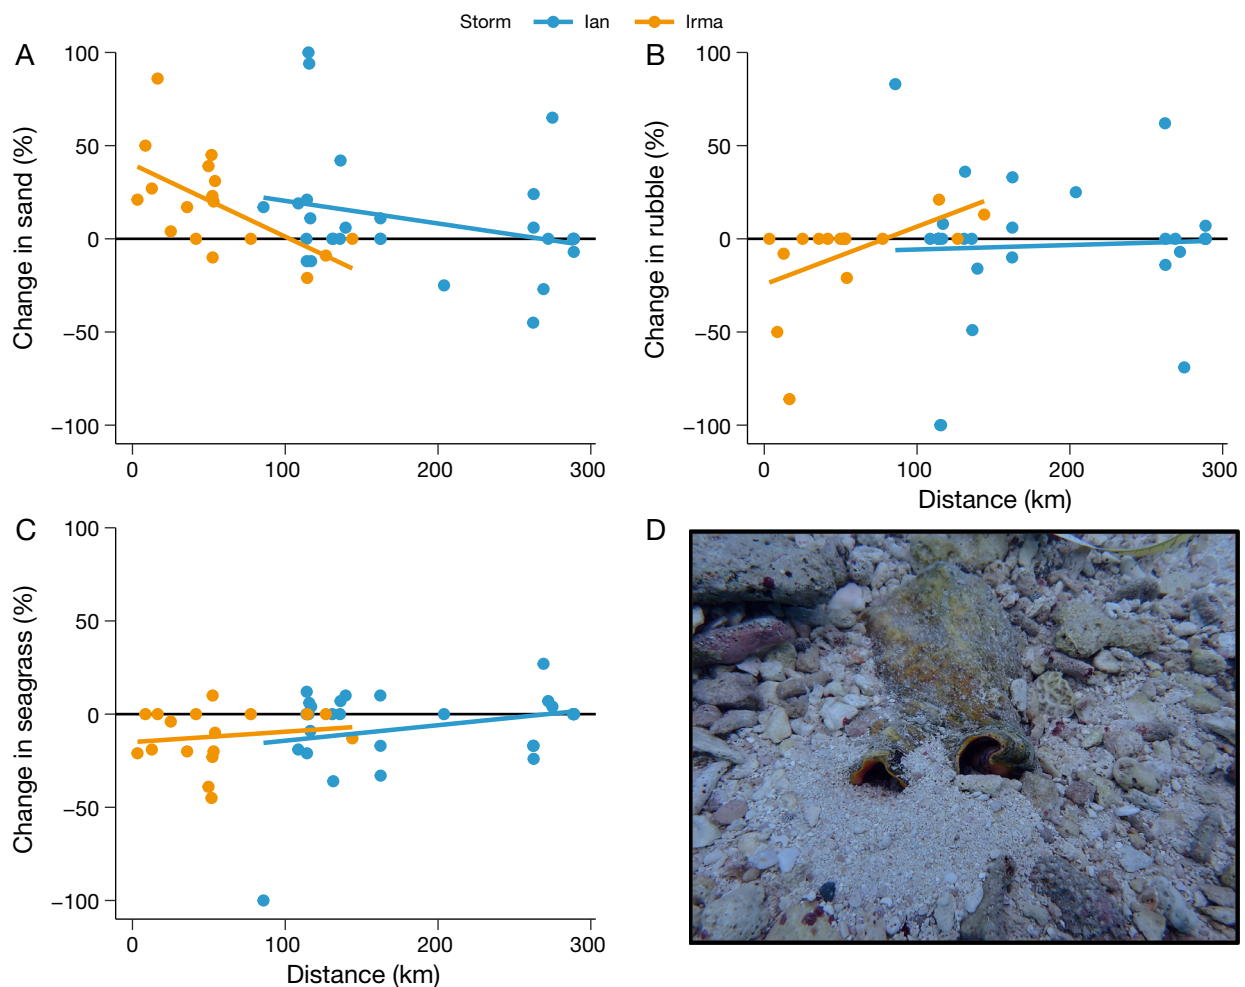 Storm Ian Irma
A
Change in sand (%)
100
50
0
−50
−100
0 100 200 300
B
Change in rubble (%)
100
50
0
−50
−100
0 100 200 300
Distance (km)
C
Change in seagrass (%)
100
50
0
−50
−100
0 100 200 300
Distance (km)
D